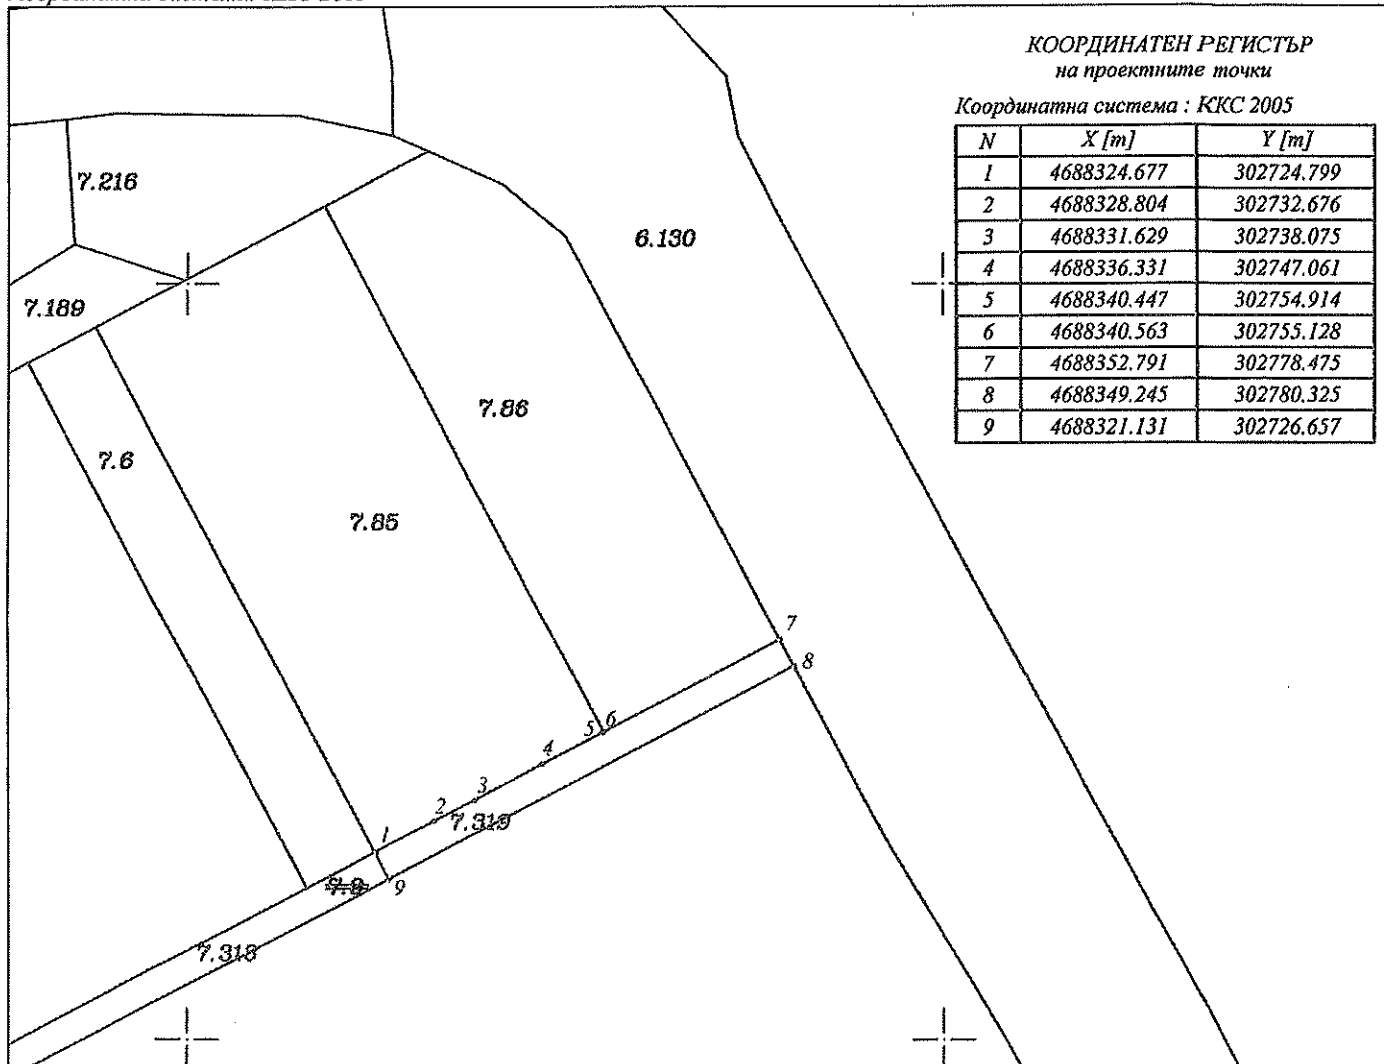 КООРДИНАТЕН РЕГИСТЪР
на проектните точки
Координатна система : ККС 2005
N X [m] Y [m]
1 4688324.677 302724.799
2 4688328.804 302732.676
3 4688331.629 302738.075
4 4688336.331 302747.061
5 4688340.447 302754.914
6 4688340.563 302755.128
7 4688352.791 302778.475
8 4688349.245 302780.325
9 4688321.131 302726.657
7.216
6.130
7.189
7.86
7.6
7.85
7
8
6
5
4
3
2
7.319
1
9
7.318